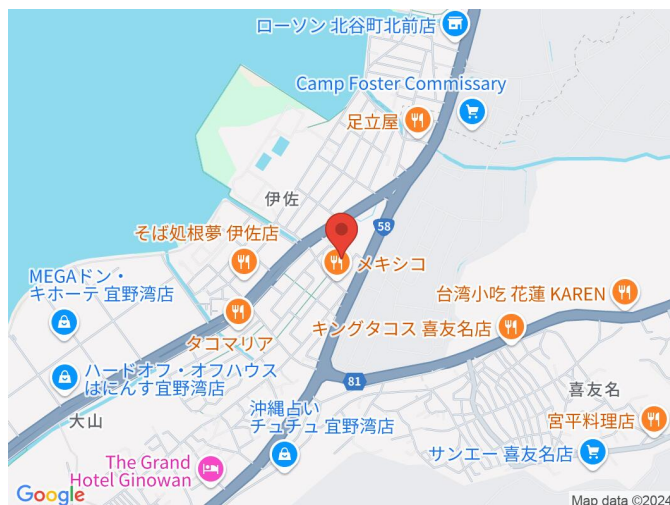 ローソン 北谷町北前店
Camp Foster Commissary
足立屋
伊佐
58
そば処根夢 伊佐店
メキシコ
MEGAドン・
キホーテ 宜野湾店
台湾小吃 花蓮 KAREN
タコマリア
キングタコス 喜友名店
ハードオフ・オフハウス
はにんす宜野湾店
81
喜友名
大山
沖縄占い
チュチュ 宜野湾店
宮平料理店
サンエー 喜友名店
The Grand
Hotel Ginowan
Google
Map data ©2024